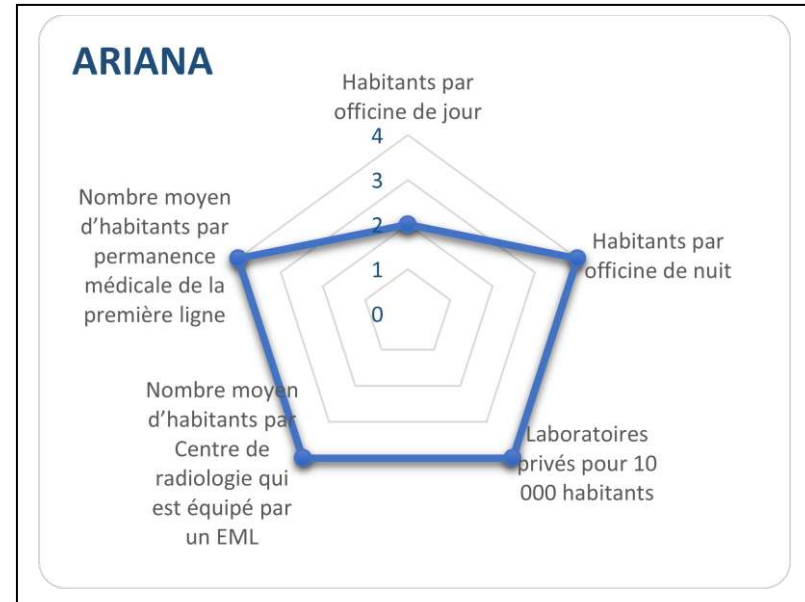 ARIANA
Habitants par
officine de jour
4
3
2
1
0
Habitants par
officine de nuit
Laboratoires
privés pour 10
000 habitants
Nombre moyen
d'habitants par
Centre de
radiologie qui
est équipé par
un EML
Nombre moyen
d'habitants par
permanence
médicale de la
première ligne